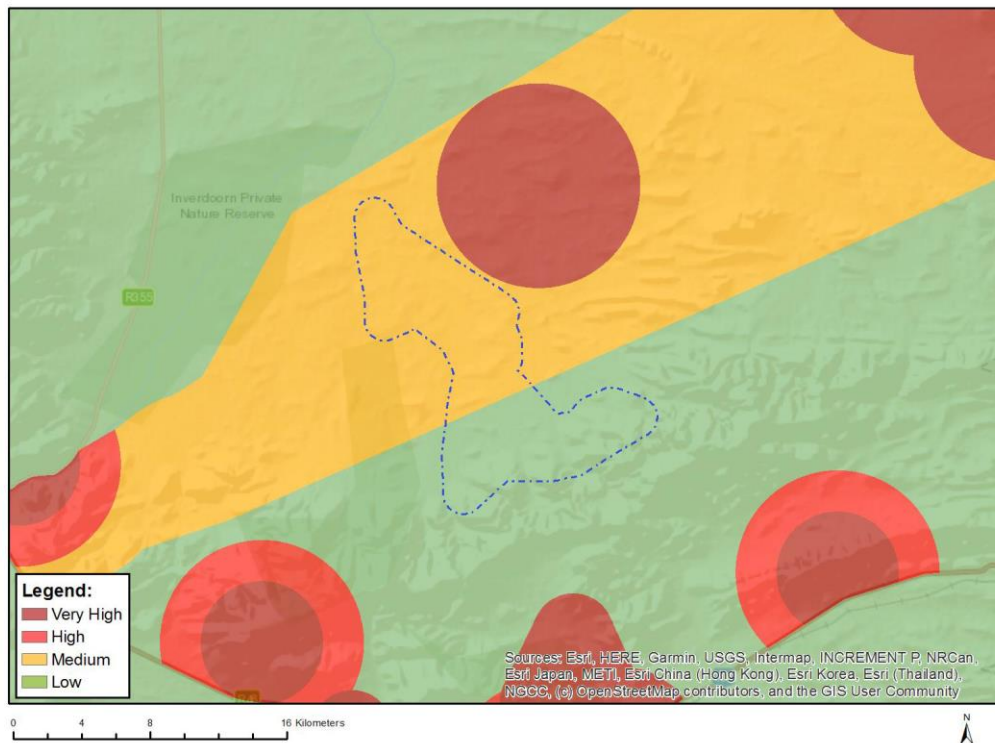 Inverdoorn Private
Nature Reserve
R355
Legend:
Very High
High
Medium
Low
Sources: Esri, HERE, Garmin, USGS, Intermap, INCREMENT P, NRCan,
Esri Japan, METI, Esri China (Hong Kong), Esri Korea, Esri (Thailand),
NGCC, (c) OpenStreetMap contributors, and the GIS User Community
0 4 8 16 Kilometers
N